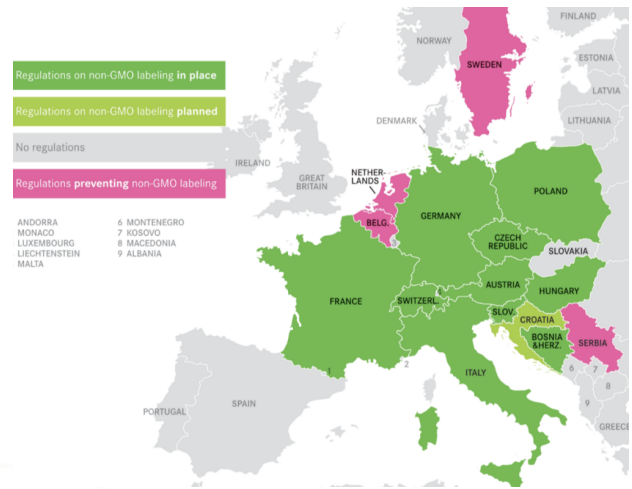 Regulations on non-GMO labeling in place
Regulations on non-GMO labeling planned
No regulations
Regulations preventing non-GMO labeling
ANDORRA
MONACO
LUXEMBOURG
LIECHTENSTEIN
MALTA
6 MONTENEGRO
7 KOSOVO
8 MACEDONIA
9 ALBANIA
FINLAND
NORWAY
SWEDEN
ESTONIA
LATVIA
DENMARK
LITHUANIA
IRELAND
GREAT
BRITAIN
NETHER-
LANDS
POLAND
BELG.
GERMANY
3
CZECH
REPUBLIC
SLOVAKIA
AUSTRIA
HUNGARY
FRANCE
SWITZERL.
SLOV.
CROATIA
BOSNIA
&HERZ.
SERBIA
ITALY
1
2
6
7
8
9
PORTUGAL
SPAIN
GREECE